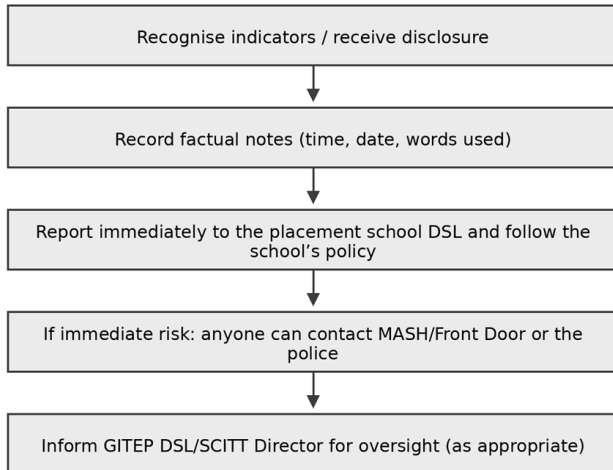 Recognise indicators / receive disclosure
Record factual notes (time, date, words used)
Report immediately to the placement school DSL and follow the
school’s policy
If immediate risk: anyone can contact MASH/Front Door or the
police
Inform GITEP DSL/SCITT Director for oversight (as appropriate)